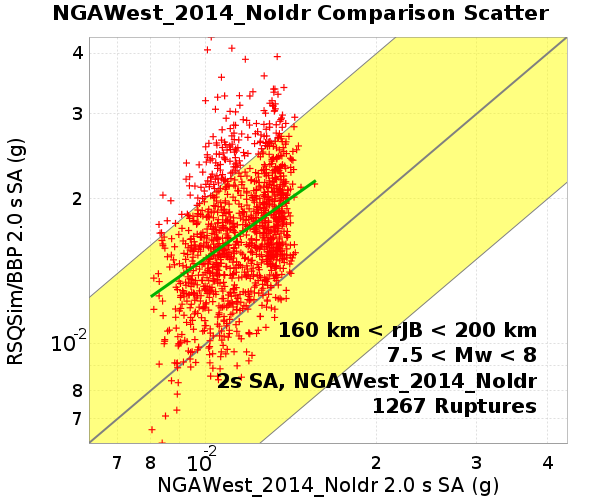 NGAWest_2014_NoIdr Comparison Scatter
4
3
2
10-2
8
7
RSQSim/BBP 2.0 s SA (g)
160 km < rJB < 200 km
7.5 < Mw < 8
2s SA, NGAWest_2014_NoIdr
1267 Ruptures
7 8 10-2 2 3 4
NGAWest_2014_NoIdr 2.0 s SA (g)